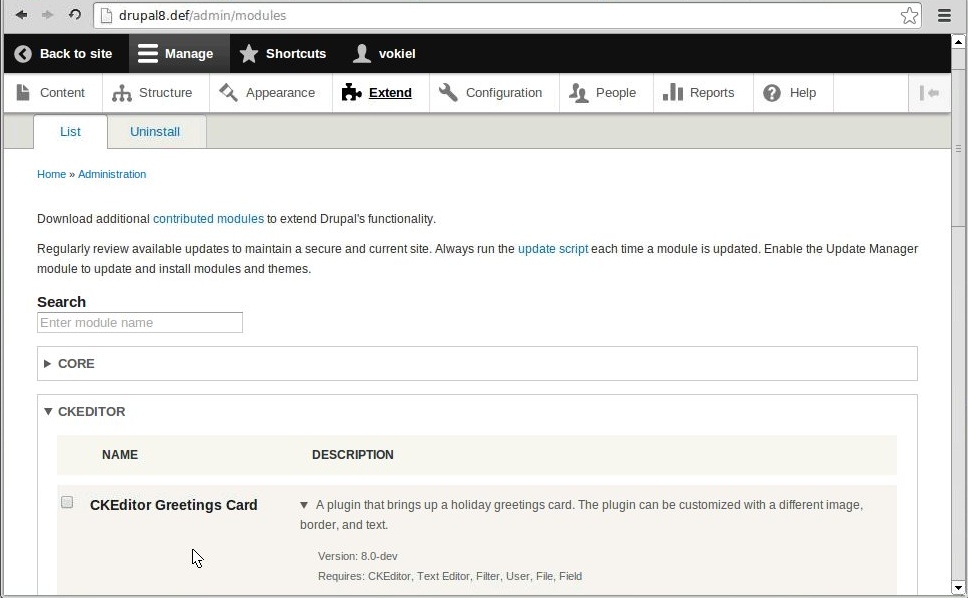 drupal8.def/admin/modules
Back to site Manage Shortcuts vokiel
Content Structure Appearance Extend Configuration People Reports Help
List Uninstall
Home » Administration
Download additional contributed modules to extend Drupal's functionality.
Regularly review available updates to maintain a secure and current site. Always run the update script each time a module is updated. Enable the Update Manager
module to update and install modules and themes.
Search
Enter module name
CORE
CKEDITOR
NAME DESCRIPTION
CKEditor Greetings Card A plugin that brings up a holiday greetings card. The plugin can be customized with a different image,
border, and text.
Version: 8.0-dev
Requires: CKEditor, Text Editor, Filter, User, File, Field